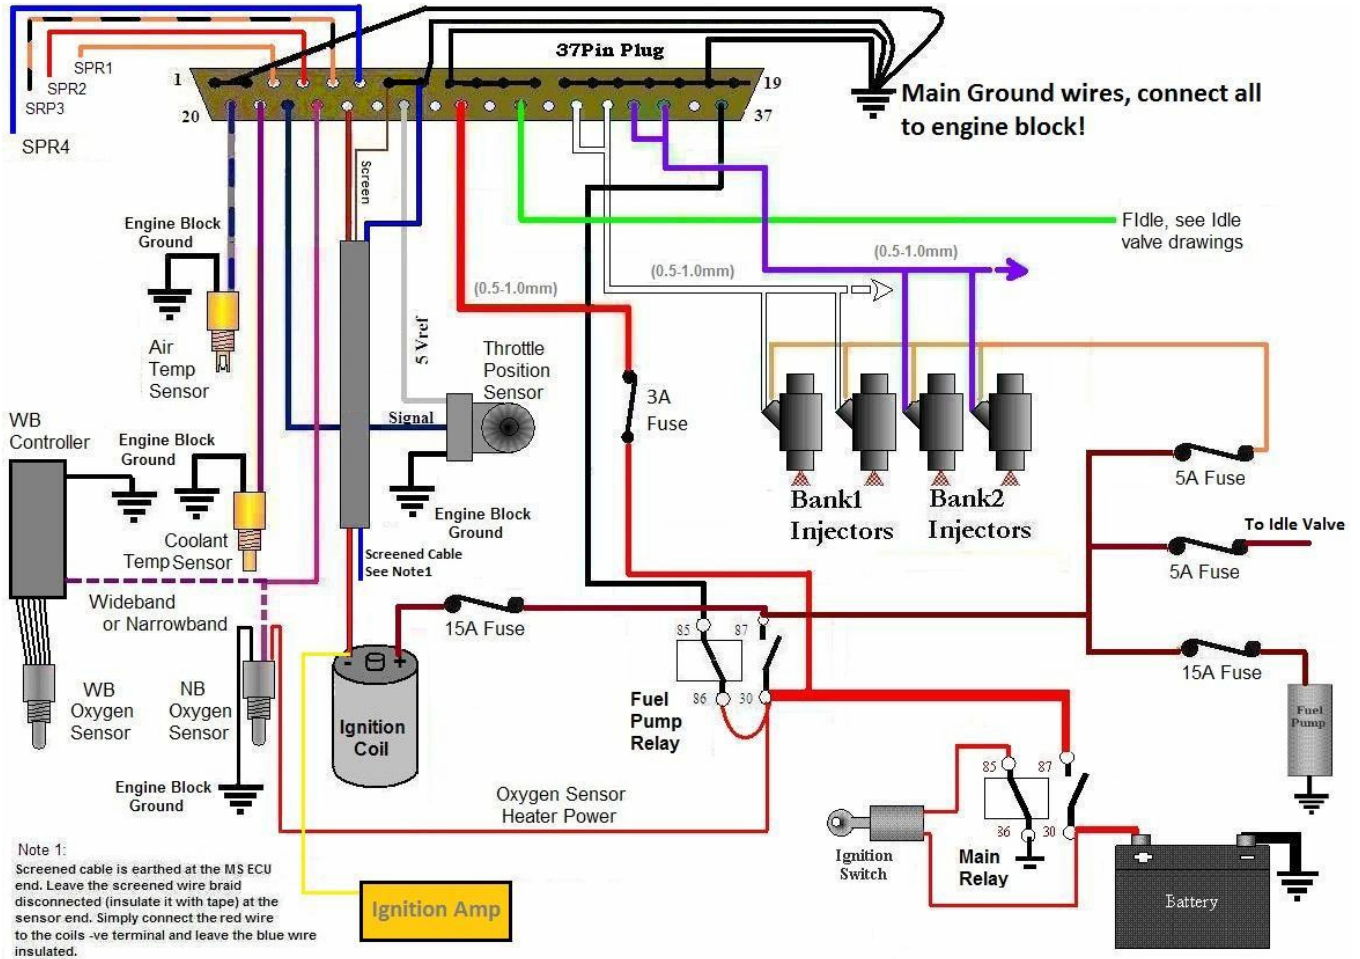 37Pin Plug
1
19
20
37
SPR1
SPR2
SRP3
SPR4
Main Ground wires, connect all
to engine block!
Screen
Engine Block
Ground
FIdle, see Idle
valve drawings
(0.5-1.0mm)
(0.5-1.0mm)
(0.5-1.0mm)
Air
Temp
Sensor
5 Vref
Throttle
Position
Sensor
3A
Fuse
Signal
WB
Controller
Engine Block
Ground
Engine Block
Ground
Coolant
Temp Sensor
Screened Cable
See Note1
Bank1
Injectors
Bank2
Injectors
5A Fuse
To Idle Valve
5A Fuse
15A Fuse
Wideband
or Narrowband
15A Fuse
85
87
86
30
Fuel
Pump
Relay
WB
Oxygen
Sensor
NB
Oxygen
Sensor
- +
Ignition
Coil
Fuel
Pump
Engine Block
Ground
Oxygen Sensor
Heater Power
85
87
36
30
Ignition
Switch
Main
Relay
+ -
Battery
Ignition Amp
Note 1:
Screened cable is earthed at the MS ECU
end. Leave the screened wire braid
disconnected (insulate it with tape) at the
sensor end. Simply connect the red wire
to the coils -ve terminal and leave the blue wire
insulated.